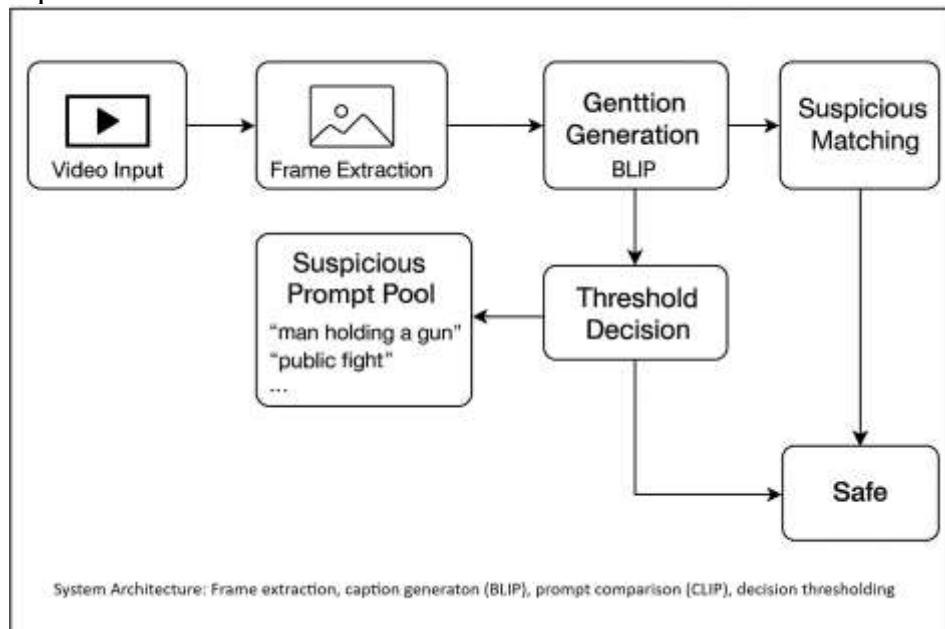 Video Input
Frame Extraction
Genttion
Generation
BLIP
Suspicious
Matching
Suspicious
Prompt Pool
“man holding a gun”
“public fight”
...
Threshold
Decision
Safe
System Architecture: Frame extraction, caption generaton (BLIP), prompt comparison (CLIP), decision thresholding